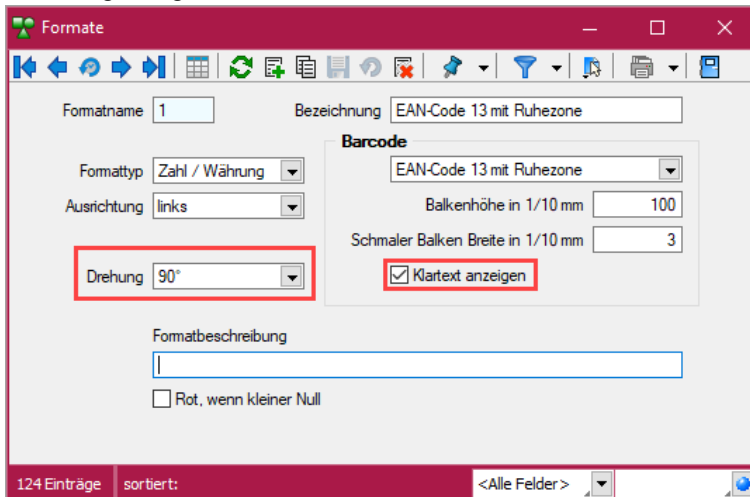 Formate
Formatname 1 Bezeichnung EAN-Code 13 mit Ruhezone
Barcode
Formattyp Zahl / Währung EAN-Code 13 mit Ruhezone
Ausrichtung links Balkenhöhe in 1/10 mm 100
Schmaler Balken Breite in 1/10 mm 3
Drehung 90° Klartext anzeigen
Formatbeschreibung
Rot, wenn kleiner Null
124 Einträge sortiert: <Alle Felder>